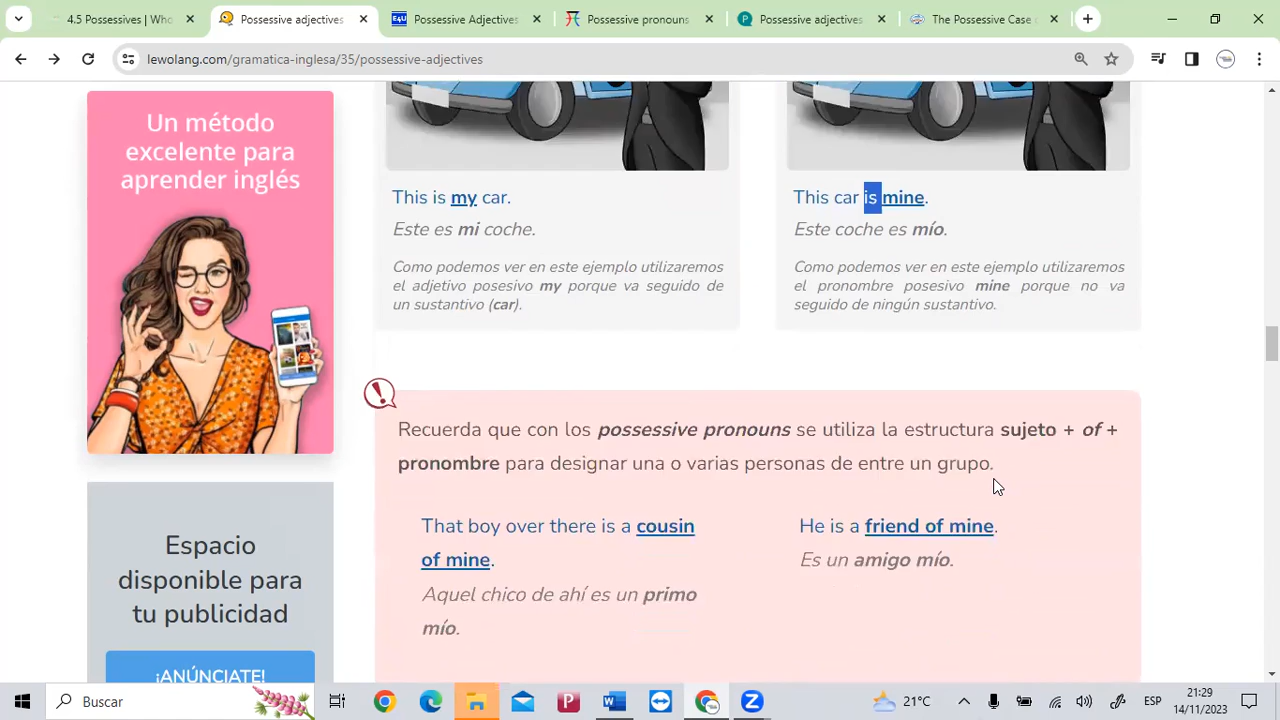 4.5 Possessives | Who
Possessive adjectives
E4U Possessive Adjectives
Possessive pronouns
P Possessive adjectives
The Possessive Case o
lewolang.com/gramatica-inglesa/35/possessive-adjectives
Un método
excelente para
aprender inglés
Espacio
disponible para
tu publicidad
¡ANÚNCIATE!
This is my car.
Este es mi coche.
Como podemos ver en este ejemplo utilizaremos
el adjetivo posesivo my porque va seguido de
un sustantivo (car).
This car is mine.
Este coche es mío.
Como podemos ver en este ejemplo utilizaremos
el pronombre posesivo mine porque no va
seguido de ningún sustantivo.
Recuerda que con los possessive pronouns se utiliza la estructura sujeto + of +
pronombre para designar una o varias personas de entre un grupo.
That boy over there is a cousin
of mine.
Aquel chico de ahí es un primo
mío.
He is a friend of mine.
Es un amigo mío.
Buscar
21°C
ESP
21:29
14/11/2023